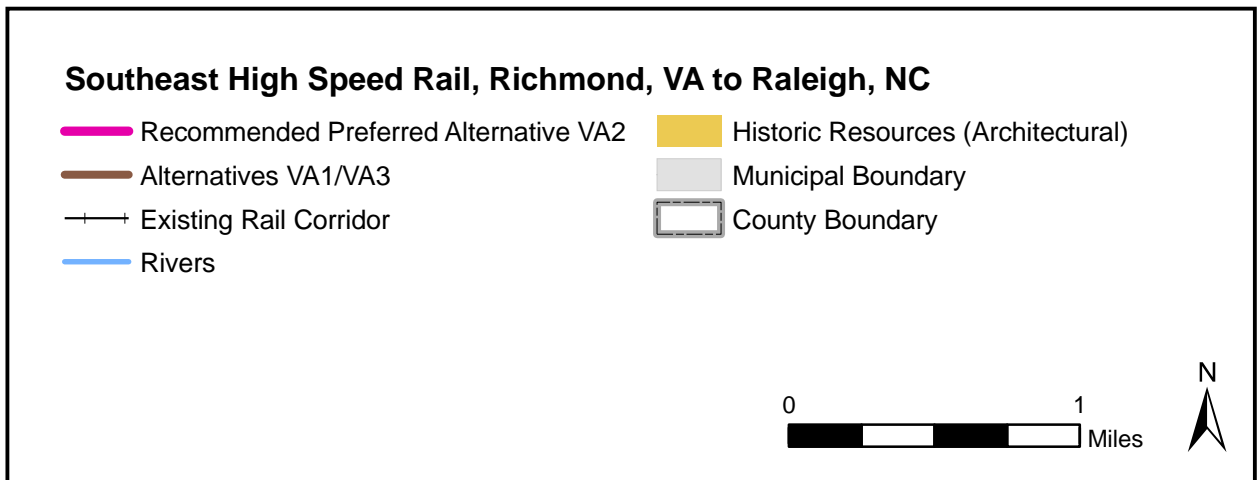 Southeast High Speed Rail, Richmond, VA to Raleigh, NC
Recommended Preferred Alternative VA2
Alternatives VA1/VA3
Existing Rail Corridor
Rivers
Historic Resources (Architectural)
Municipal Boundary
County Boundary
0 1
Miles
N